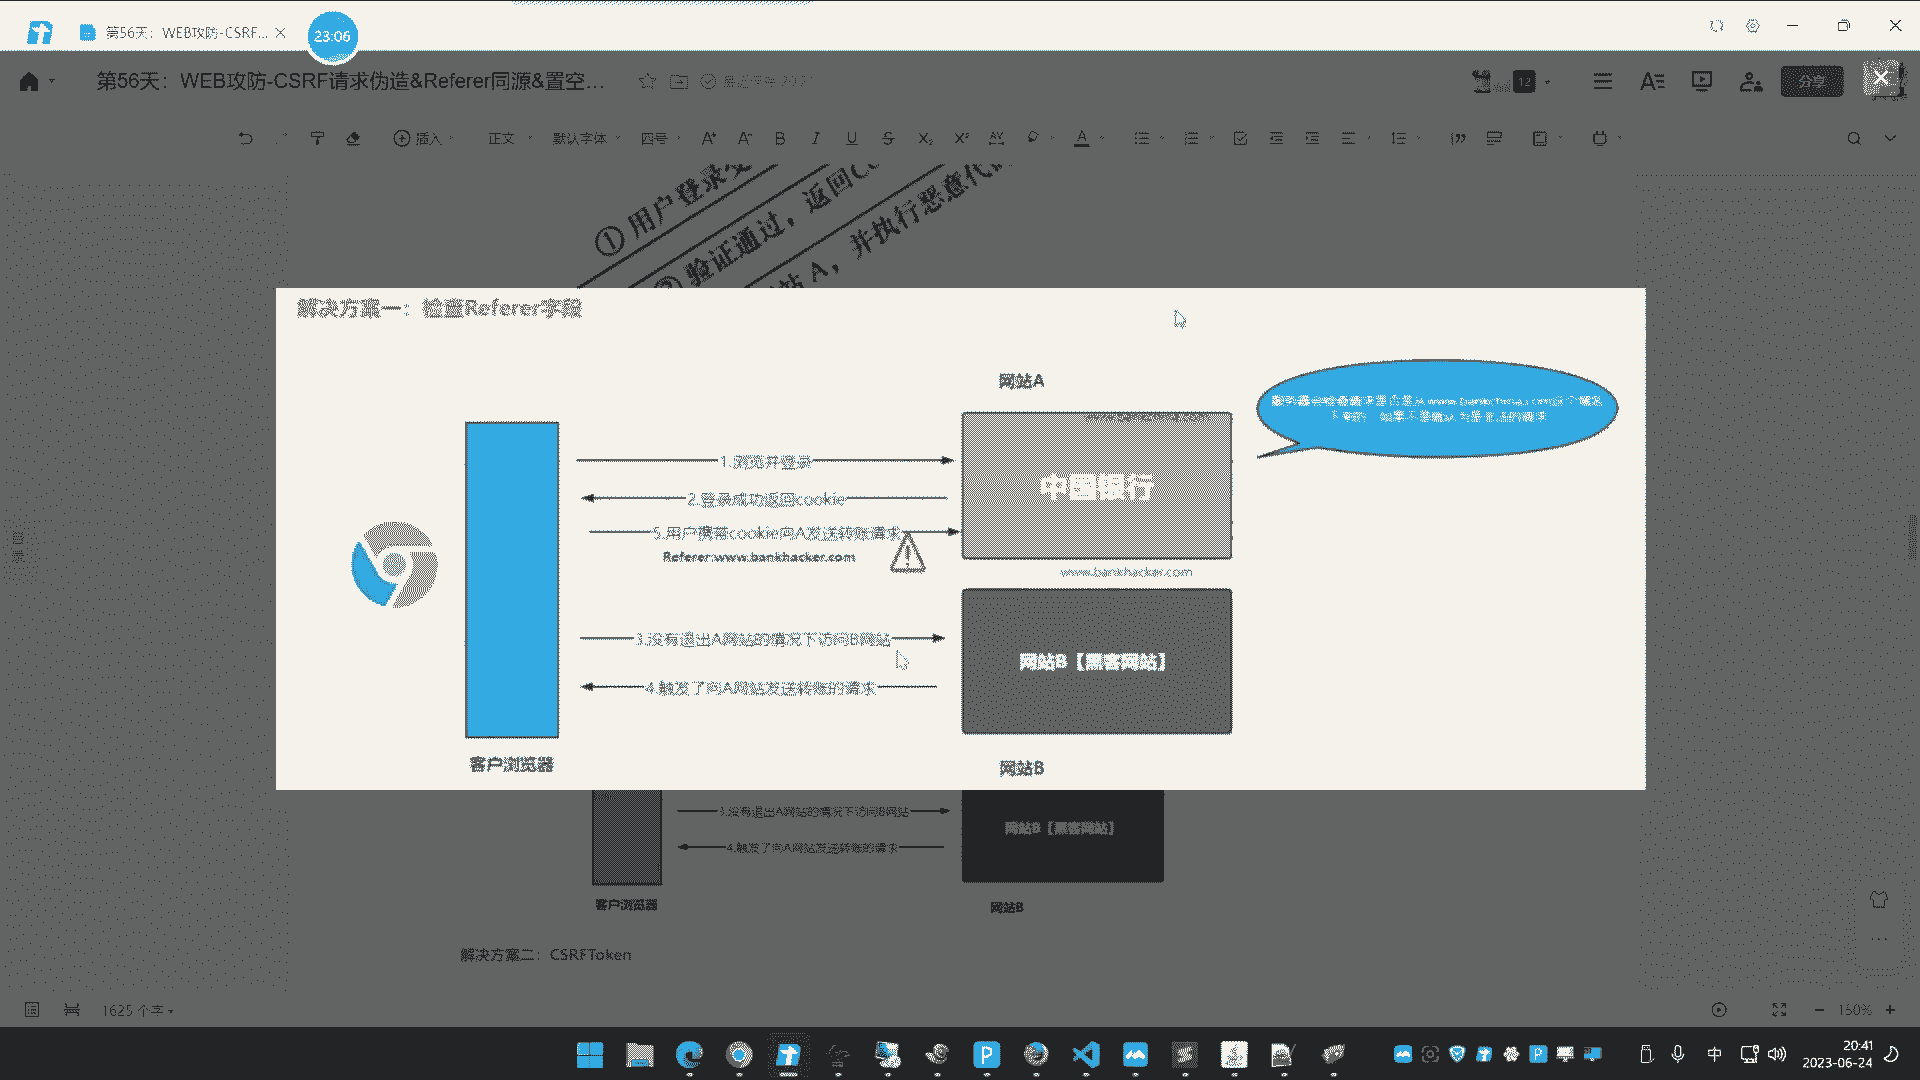 第56天：WEB攻防-CSRF...
23:06
第56天：WEB攻防-CSRF请求伪造&Referer同源&置空...
12
分享
插入
正文
默认字体
四号
① 用户登录
验证通过，返回
A，并执行恶意代
解决方案一：检查Referer字段
网站A
1.浏览并登录
中国银行
2.登录成功返回cookie
5.用户携带cookie向A发送转账请求
Referer:www.bankhacker.com
www.bankhacker.com
3.没有退出A网站的情况下访问B网站
网站B【黑客网站】
4.触发了向A网站发送转账的请求
客户浏览器
网站B
3.没有退出A网站的情况下访问B网站
网站B【黑客网站】
4.触发了向A网站发送转账的请求
客户浏览器
网站B
解决方案二：CSRFToken
1625 个字
160%
中
20:41
2023-06-24